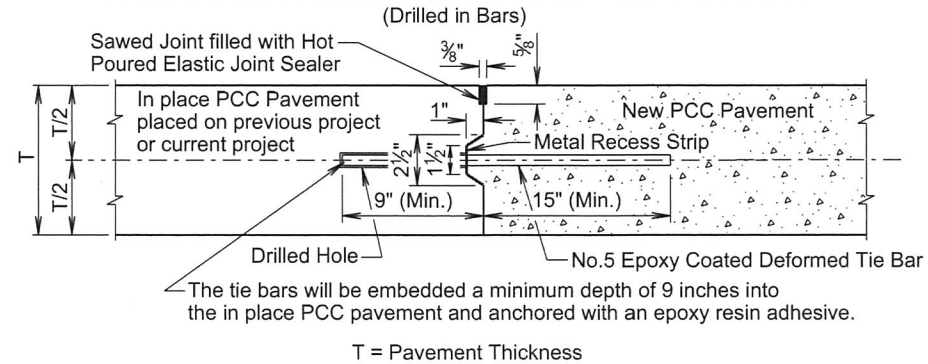 (Drilled in Bars)
Sawed Joint filled with Hot
Poured Elastic Joint Sealer
3/8"
5/8"
In place PCC Pavement
placed on previous project
or current project
1"
New PCC Pavement
Metal Recess Strip
T
T/2
T/2
2½"
1½"
9" (Min.)
15" (Min.)
Drilled Hole
No.5 Epoxy Coated Deformed Tie Bar
The tie bars will be embedded a minimum depth of 9 inches into
the in place PCC pavement and anchored with an epoxy resin adhesive.
T = Pavement Thickness